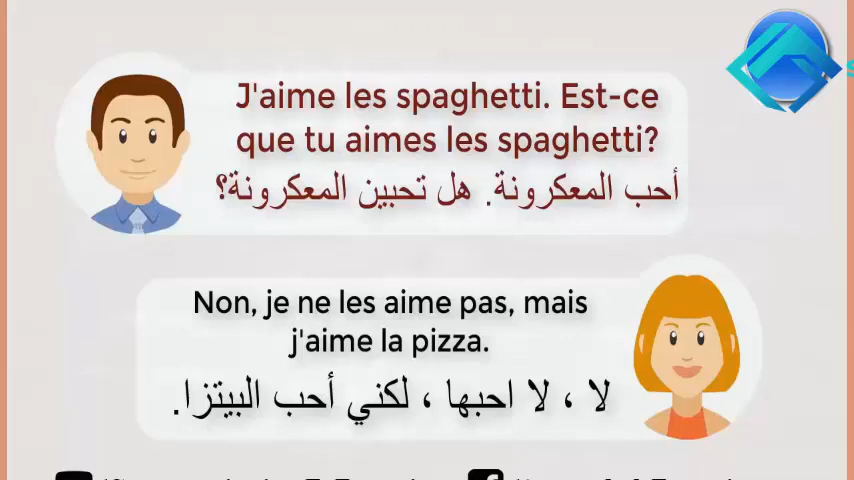 J'aime les spaghetti. Est-ce
que tu aimes les spaghetti?
أحب المعكرونة. هل تحبين المعكرونة؟
Non, je ne les aime pas, mais
j'aime la pizza.
لا ، لا احبها ، لكني أحب البيتزا.